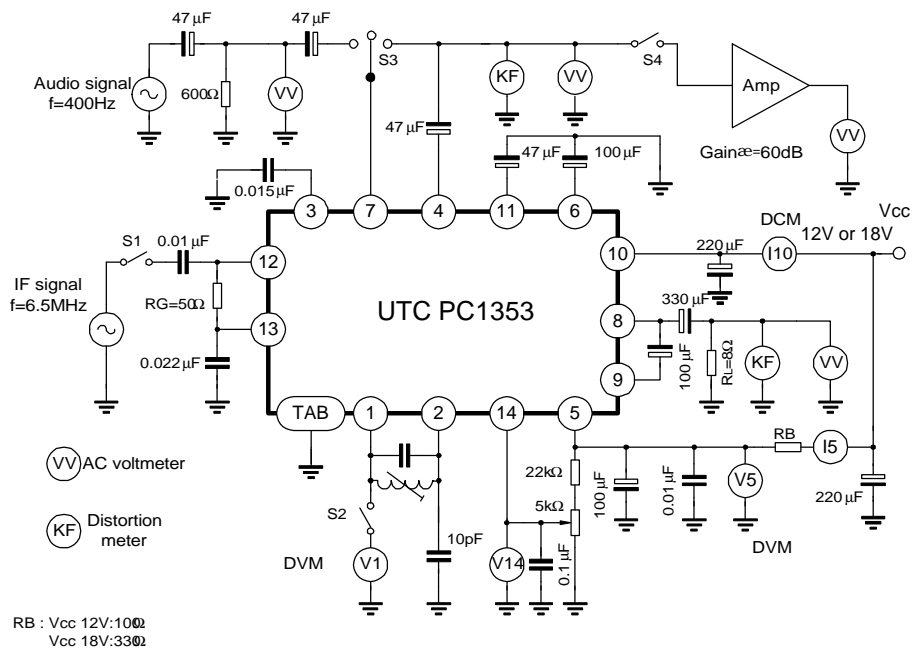 47 µF
47 µF
S3
S4
Audio signal
f=400Hz
600Ω
VV
KF
VV
Amp
47 µF
47 µF
100 µF
Gainæ=60dB
VV
0.015µF
3
7
4
11
6
S1
0.01 µF
12
10
220 µF
DCM
I10
Vcc
12V or 18V
IF signal
f=6.5MHz
RG=50Ω
UTC PC1353
8
330 µF
13
0.022µF
9
100 µF
RL=8Ω
KF
VV
TAB
1
2
14
5
RB
I5
VV
AC voltmeter
22kΩ
100 µF
0.01 µF
V5
220 µF
S2
5kΩ
KF
Distortion
meter
10pF
DVM
V1
V14
0.1 µF
DVM
RB : Vcc 12V:100Ω
Vcc 18V:330Ω